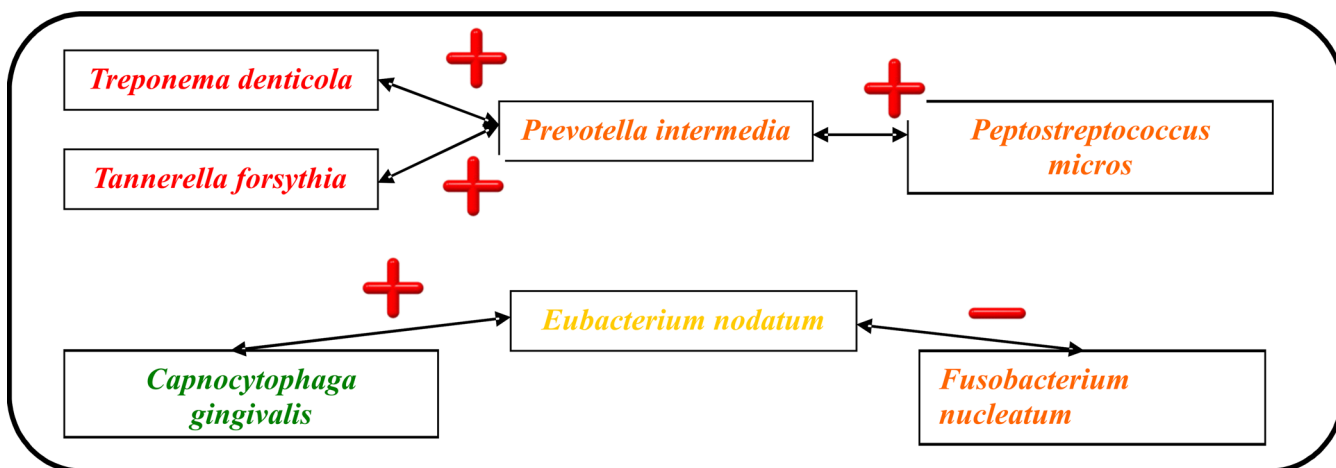 Treponema denticola
Prevotella intermedia
Peptostreptococcus
micros
Tannerella forsythia
Eubacterium nodatum
Capnocytophaga
gingivalis
Fusobacterium
nucleatum